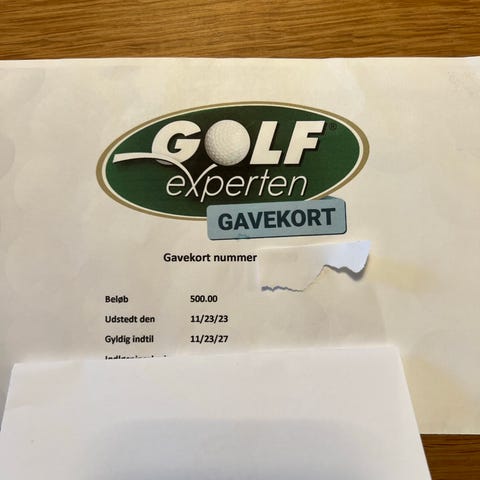 GOLF®
experten
GAVEKORT
Gavekort nummer
Beløb 500.00
Udstedt den 11/23/23
Gyldig indtil 11/23/27